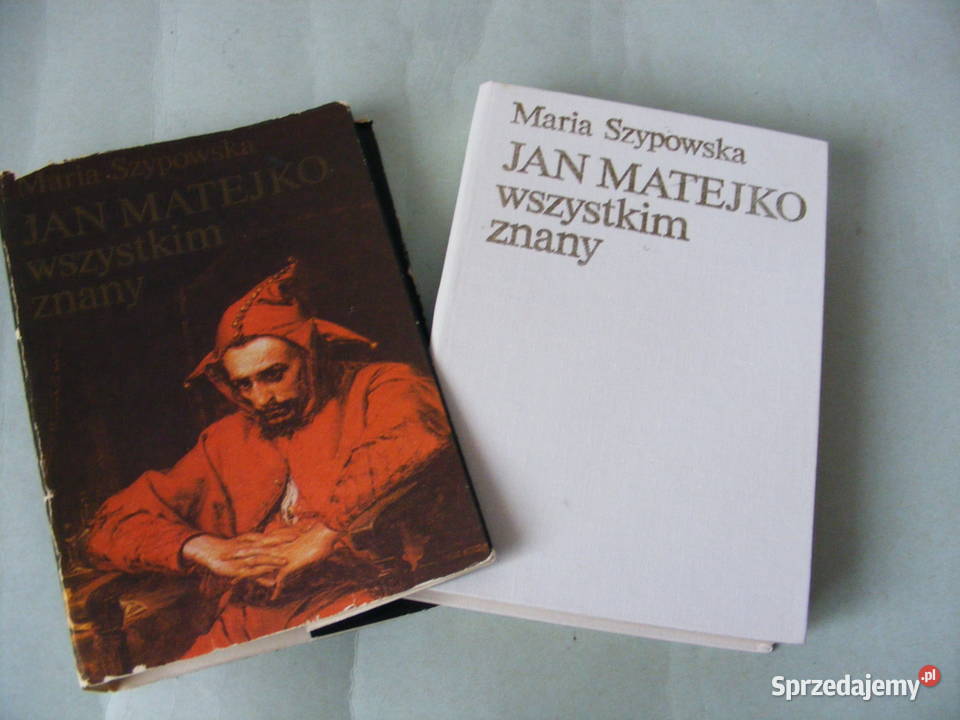 Maria Szypowska
JAN MATEJKO
wszystkim
znany
Maria Szypowska
JAN MATEJKO
wszystkim
znany
Sprzedajemy.pl